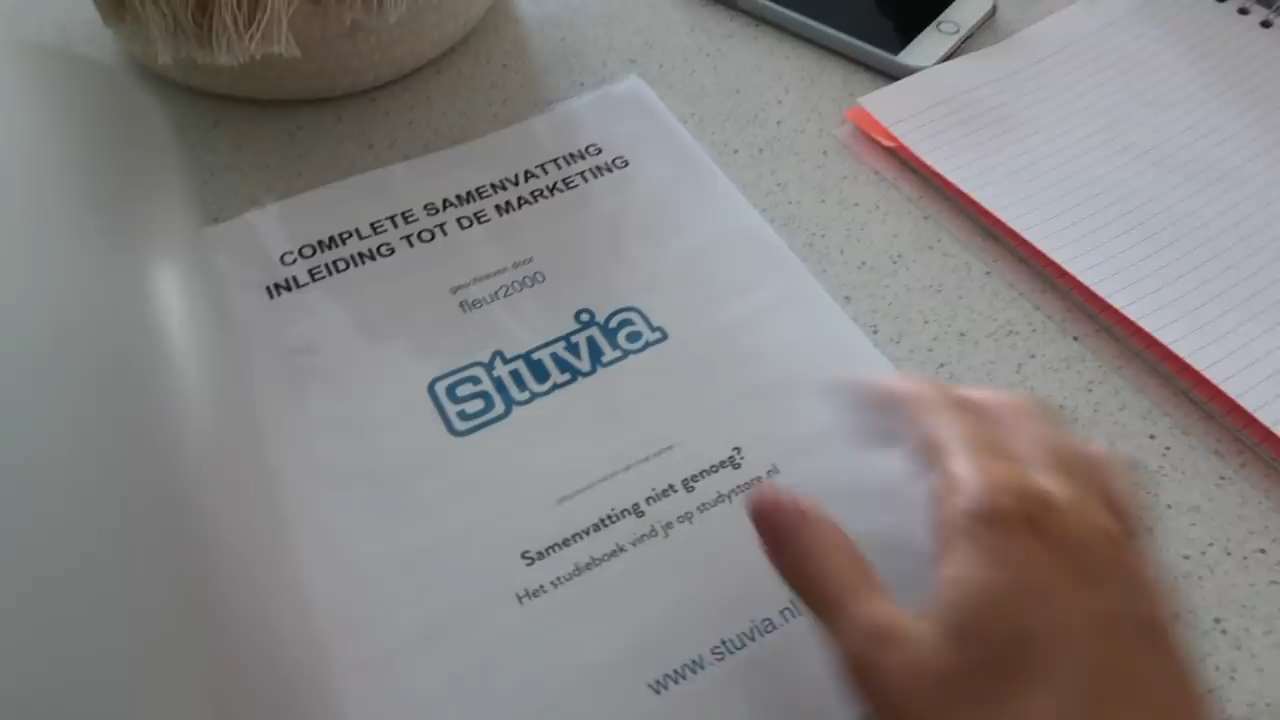 COMPLETE SAMENVATTING
INLEIDING TOT DE MARKETING
geschreven door
fleur2000
Stuvia
Samenvatting niet genoeg?
Het studieboek vind je op studystore.nl
www.stuvia.nl